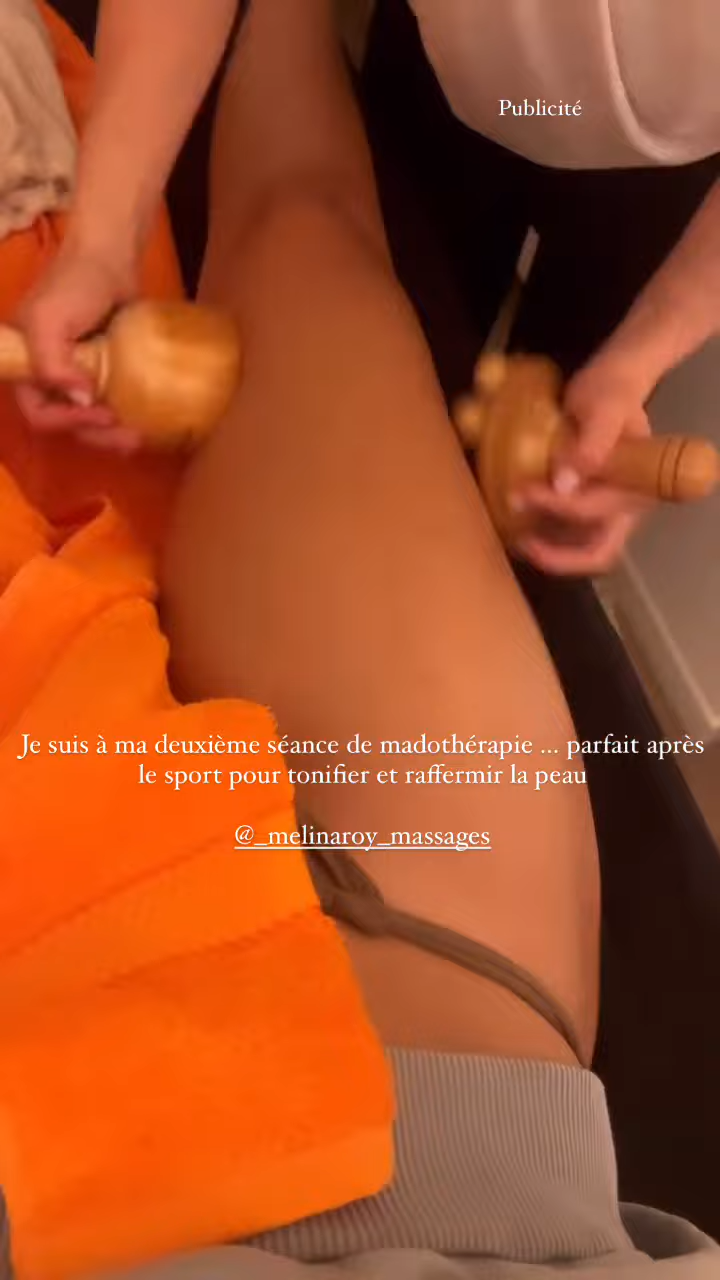 Publicité
Je suis à ma deuxième séance de madothérapie ... parfait après
le sport pour tonifier et raffermir la peau
@_melinaroy_massages